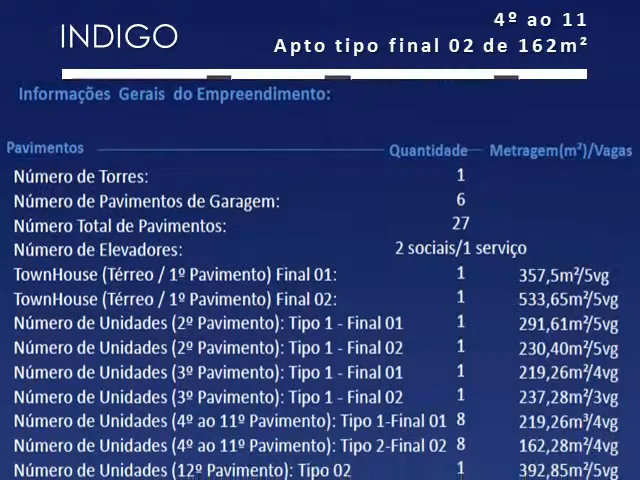 INDIGO
4º ao 11
Apto tipo final 02 de 162m²
Informações Gerais do Empreendimento:
Pavimentos Quantidade Metragem(m²)/Vagas
Número de Torres: 1
Número de Pavimentos de Garagem: 6
Número Total de Pavimentos: 27
Número de Elevadores: 2 sociais/1 serviço
TownHouse (Térreo / 1º Pavimento) Final 01: 1 357,5m²/5vg
TownHouse (Térreo / 1º Pavimento) Final 02: 1 533,65m²/5vg
Número de Unidades (2º Pavimento): Tipo 1 - Final 01 1 291,61m²/5vg
Número de Unidades (2º Pavimento): Tipo 1 - Final 02 1 230,40m²/5vg
Número de Unidades (3º Pavimento): Tipo 1 - Final 01 1 219,26m²/4vg
Número de Unidades (3º Pavimento): Tipo 1 - Final 02 1 237,28m²/3vg
Número de Unidades (4º ao 11º Pavimento): Tipo 1-Final 01 8 219,26m³/4vg
Número de Unidades (4º ao 11º Pavimento): Tipo 2-Final 02 8 162,28m²/4vg
Número de Unidades (12º Pavimento): Tipo 02 1 392,85m²/5vg